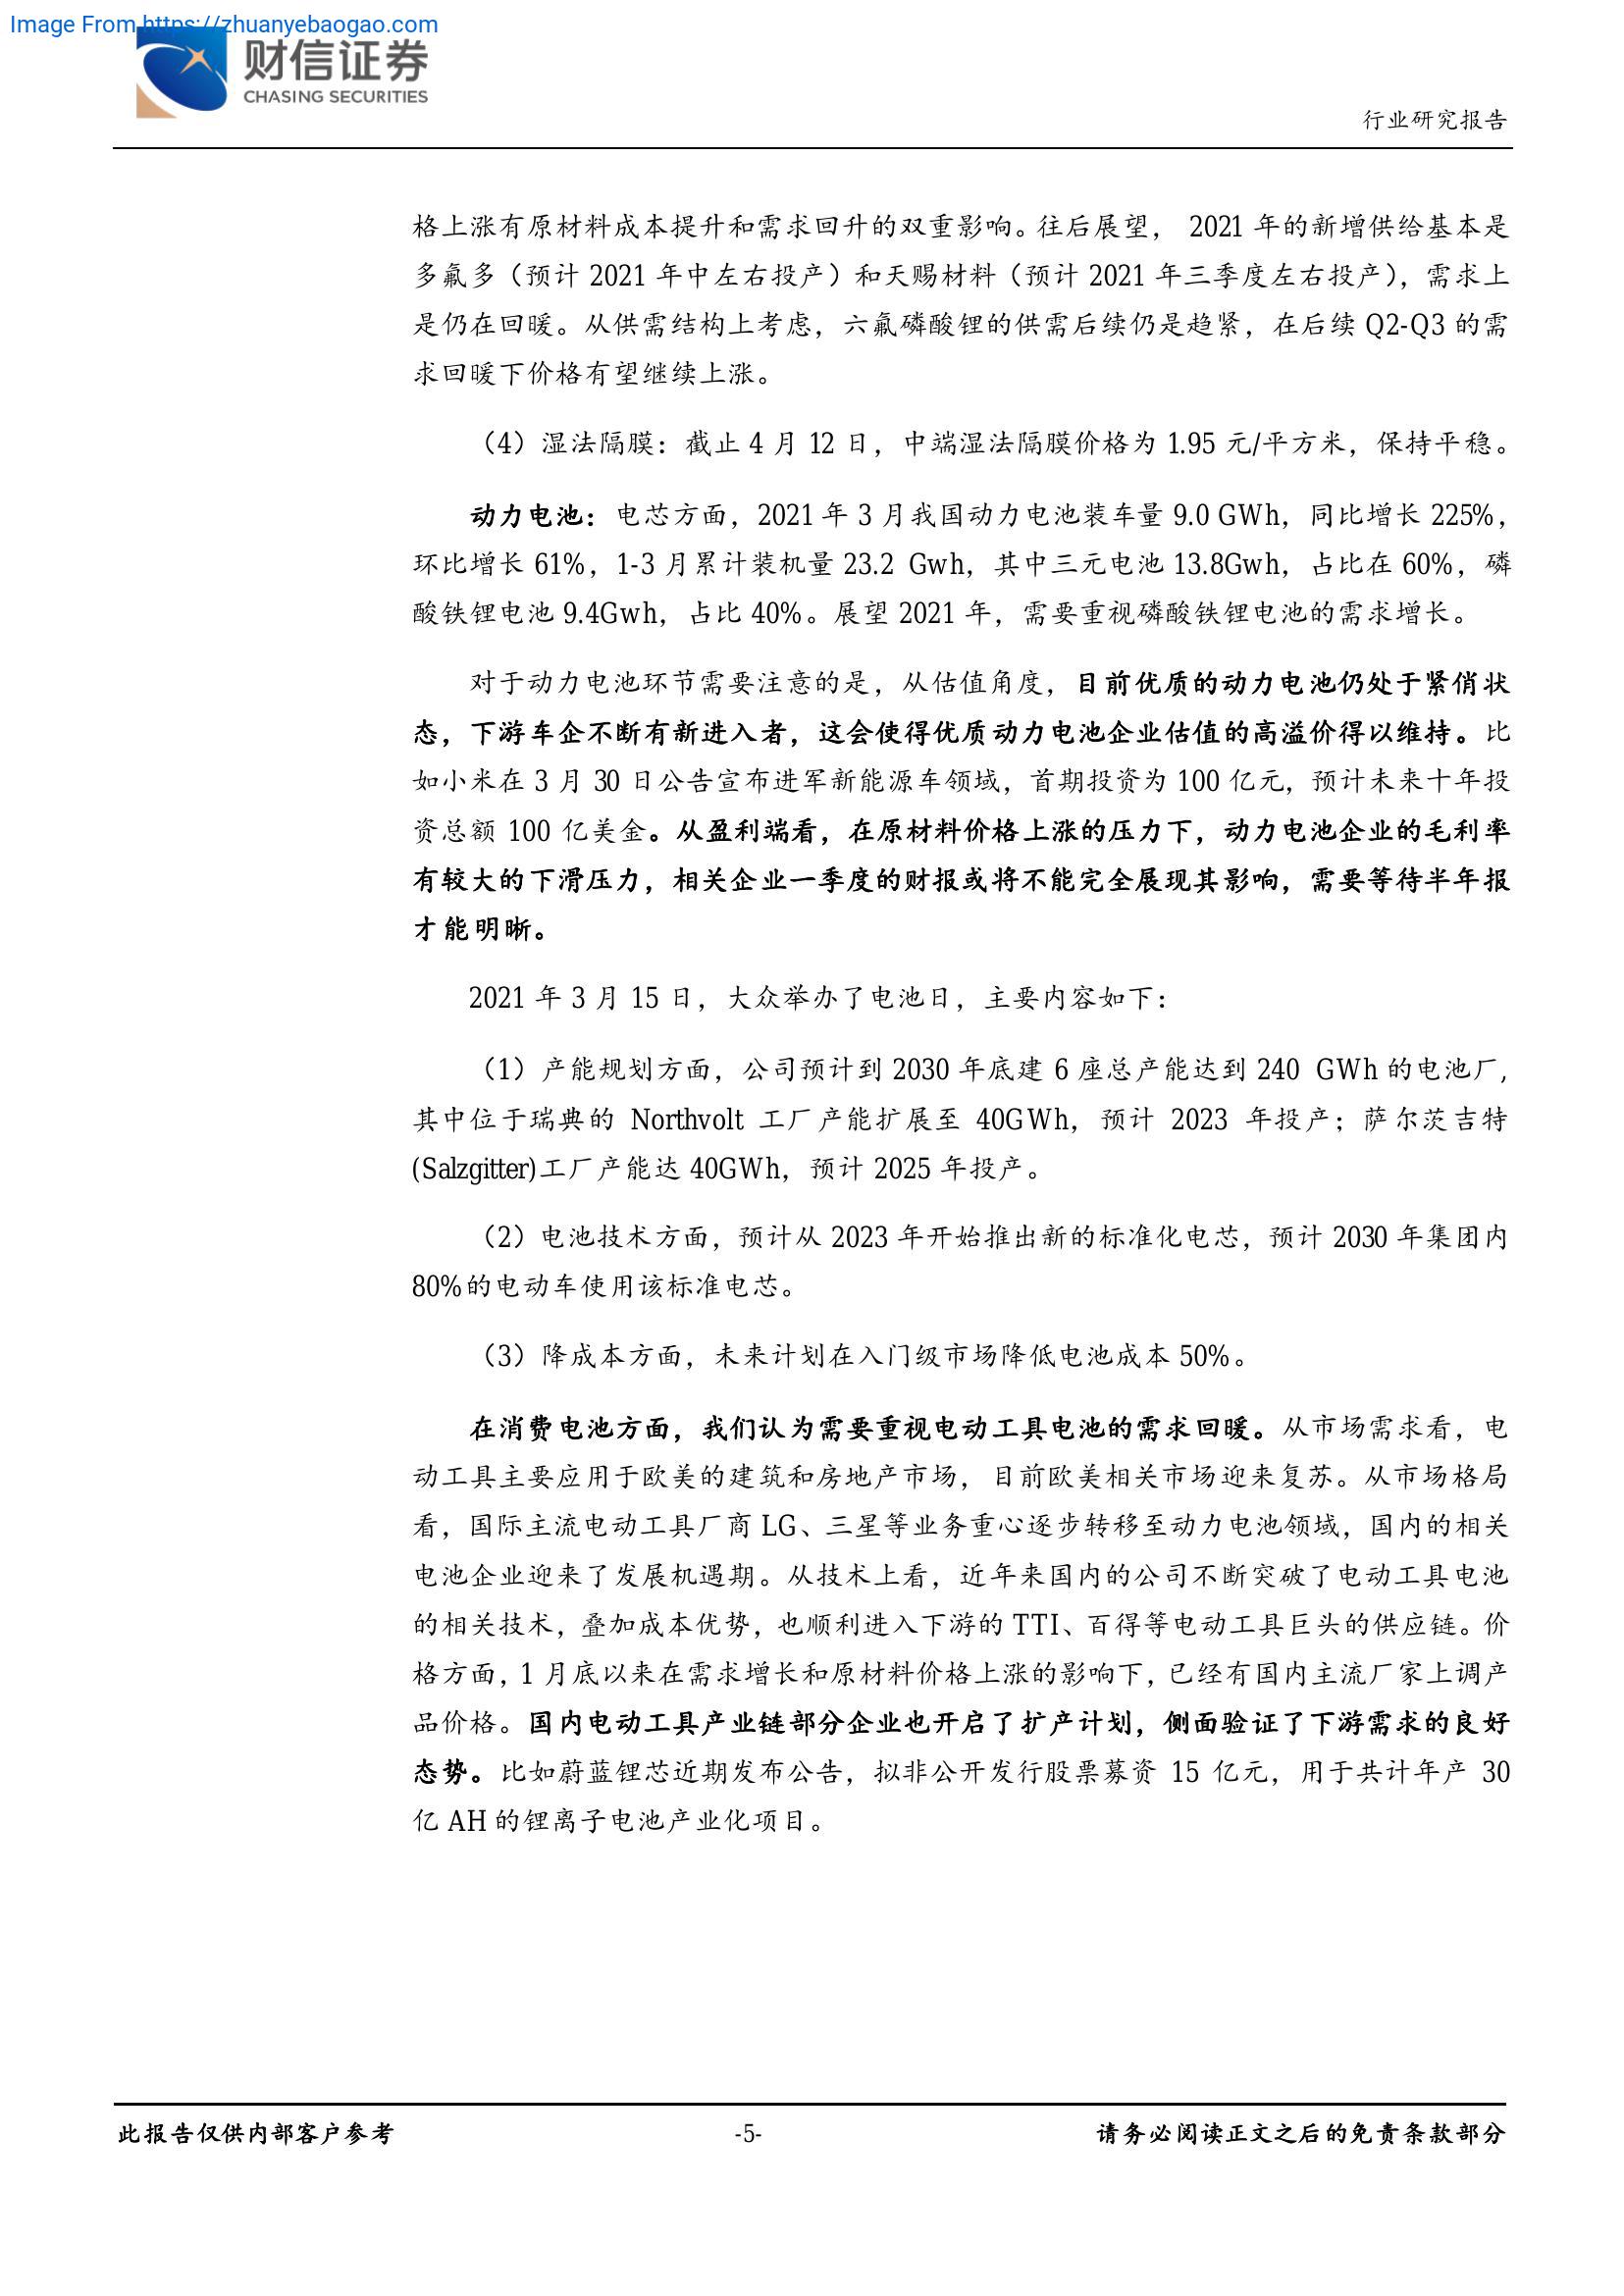 Image From https://zhuanyebaogao.com
财信证券
CHASING SECURITIES
行业研究报告
格上涨有原材料成本提升和需求回升的双重影响。往后展望， 2021 年的新增供给基本是
多氟多（预计 2021 年中左右投产）和天赐材料（预计 2021 年三季度左右投产），需求上
是仍在回暖。从供需结构上考虑，六氟磷酸锂的供需后续仍是趋紧，在后续 Q2-Q3 的需
求回暖下价格有望继续上涨。
（4）湿法隔膜：截止 4 月 12 日，中端湿法隔膜价格为 1.95 元/平方米，保持平稳。
动力电池：电芯方面，2021 年 3 月我国动力电池装车量 9.0 GWh，同比增长 225%，
环比增长 61%，1-3 月累计装机量 23.2 Gwh，其中三元电池 13.8Gwh，占比在 60%，磷
酸铁锂电池 9.4Gwh，占比 40%。展望 2021 年，需要重视磷酸铁锂电池的需求增长。
对于动力电池环节需要注意的是，从估值角度，目前优质的动力电池仍处于紧俏状
态，下游车企不断有新进入者，这会使得优质动力电池企业估值的高溢价得以维持。比
如小米在 3 月 30 日公告宣布进军新能源车领域，首期投资为 100 亿元，预计未来十年投
资总额 100 亿美金。从盈利端看，在原材料价格上涨的压力下，动力电池企业的毛利率
有较大的下滑压力，相关企业一季度的财报或将不能完全展现其影响，需要等待半年报
才能明晰。
2021 年 3 月 15 日，大众举办了电池日，主要内容如下：
（1）产能规划方面，公司预计到 2030 年底建 6 座总产能达到 240 GWh 的电池厂，
其中位于瑞典的 Northvolt 工厂产能扩展至 40GWh，预计 2023 年投产；萨尔茨吉特
(Salzgitter)工厂产能达 40GWh，预计 2025 年投产。
（2）电池技术方面，预计从 2023 年开始推出新的标准化电芯，预计 2030 年集团内
80%的电动车使用该标准电芯。
（3）降成本方面，未来计划在入门级市场降低电池成本 50%。
在消费电池方面，我们认为需要重视电动工具电池的需求回暖。从市场需求看，电
动工具主要应用于欧美的建筑和房地产市场，目前欧美相关市场迎来复苏。从市场格局
看，国际主流电动工具厂商 LG、三星等业务重心逐步转移至动力电池领域，国内的相关
电池企业迎来了发展机遇期。从技术上看，近年来国内的公司不断突破了电动工具电池
的相关技术，叠加成本优势，也顺利进入下游的 TTI、百得等电动工具巨头的供应链。价
格方面，1 月底以来在需求增长和原材料价格上涨的影响下，已经有国内主流厂家上调产
品价格。国内电动工具产业链部分企业也开启了扩产计划，侧面验证了下游需求的良好
态势。比如蔚蓝锂芯近期发布公告，拟非公开发行股票募资 15 亿元，用于共计年产 30
亿 AH 的锂离子电池产业化项目。
此报告仅供内部客户参考
-5-
请务必阅读正文之后的免责条款部分